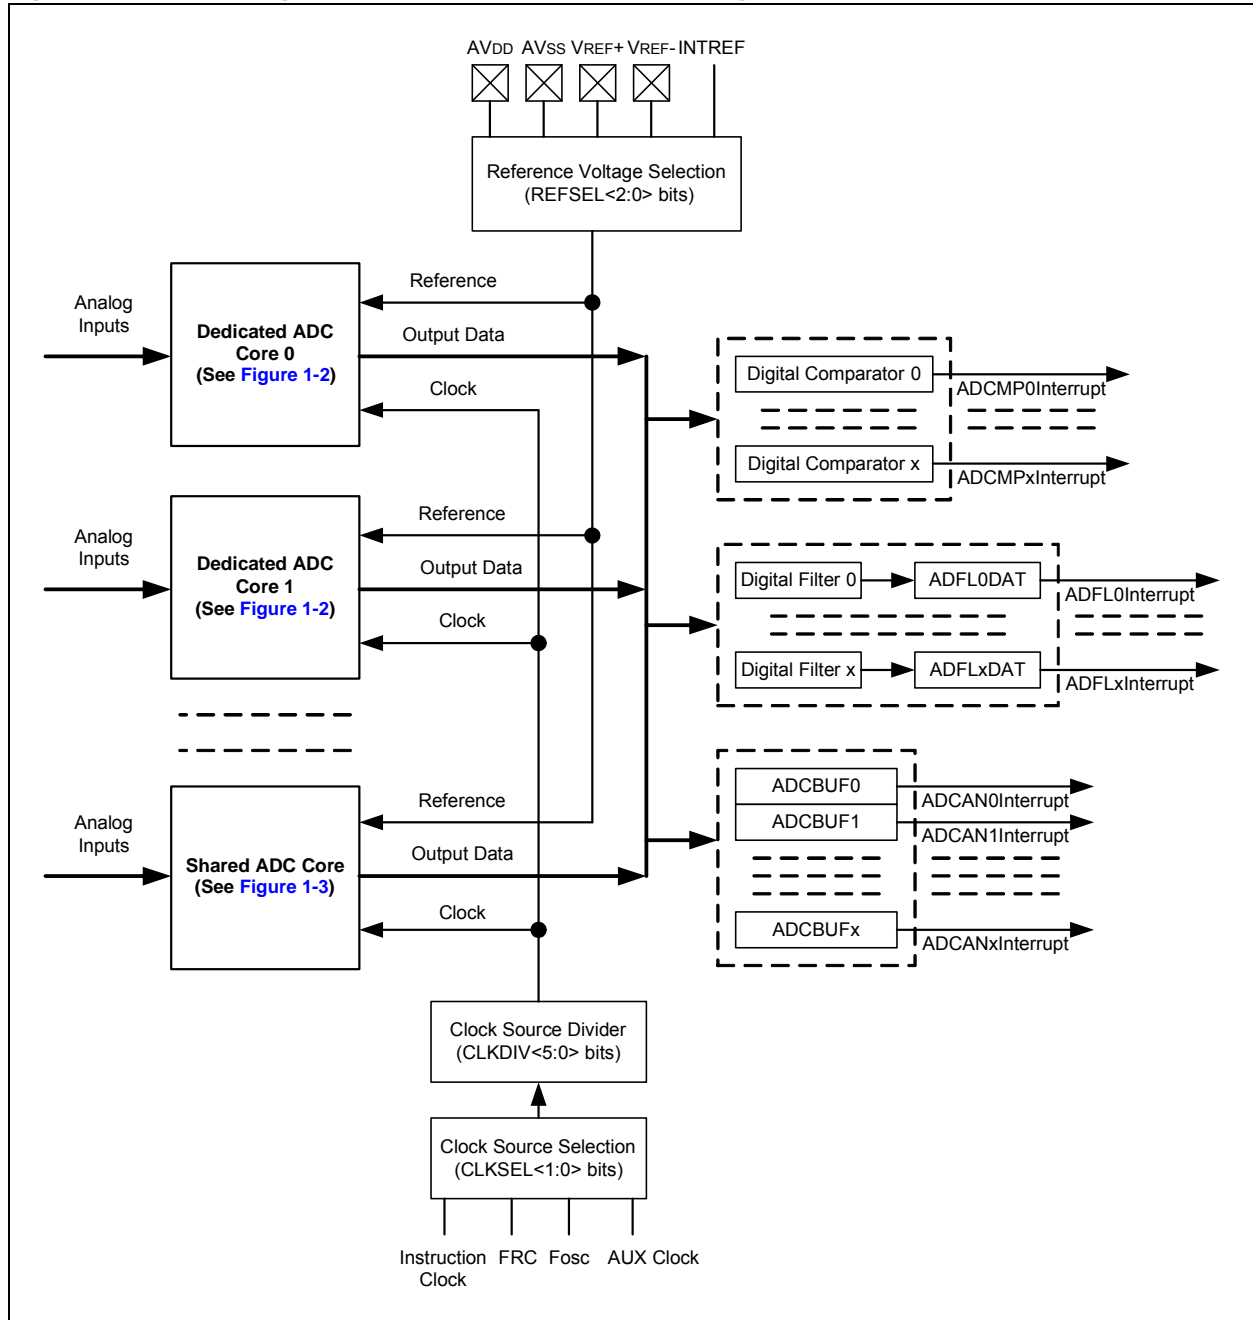 AVDD AVSS VREF+ VREF- INTREF
Reference Voltage Selection
(REFSEL<2:0> bits)
Analog
Inputs
Dedicated ADC
Core 0
(See Figure 1-2)
Reference
Output Data
Clock
Digital Comparator 0
ADCMP0Interrupt
Digital Comparator x
ADCMPxInterrupt
Analog
Inputs
Dedicated ADC
Core 1
(See Figure 1-2)
Reference
Output Data
Clock
Digital Filter 0
ADFL0DAT
ADFL0Interrupt
Digital Filter x
ADFLxDAT
ADFLxInterrupt
Analog
Inputs
Shared ADC Core
(See Figure 1-3)
Reference
Output Data
Clock
ADCBUF0
ADCAN0Interrupt
ADCBUF1
ADCAN1Interrupt
ADCBUFx
ADCANxInterrupt
Clock Source Divider
(CLKDIV<5:0> bits)
Clock Source Selection
(CLKSEL<1:0> bits)
Instruction
Clock
FRC
Fosc
AUX Clock